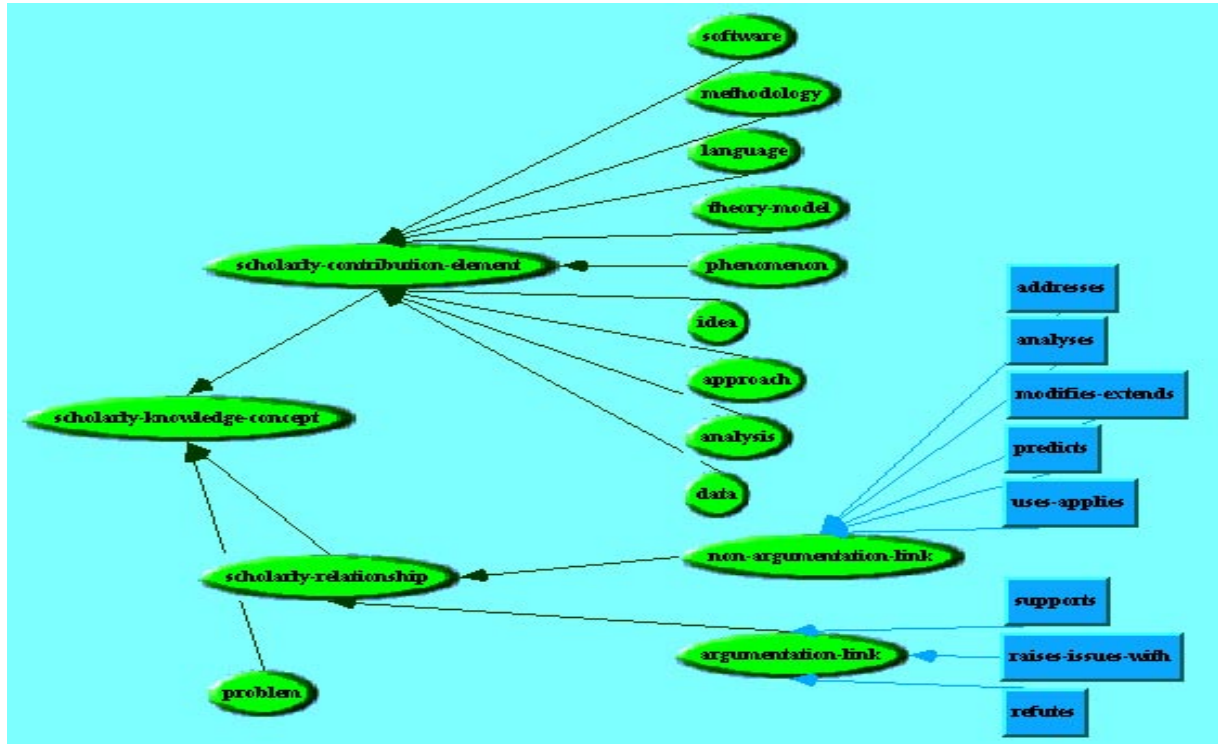 software
methodology
language
theory-model
scholarly-contribution-element
phenomenon
addresses
idea
analyses
approach
modifies-extends
scholarly-knowledge-concept
analysis
predicts
data
uses-applies
non-argumentation-link
scholarly-relationship
supports
argumentation-link
raises-issues-with
problem
refutes